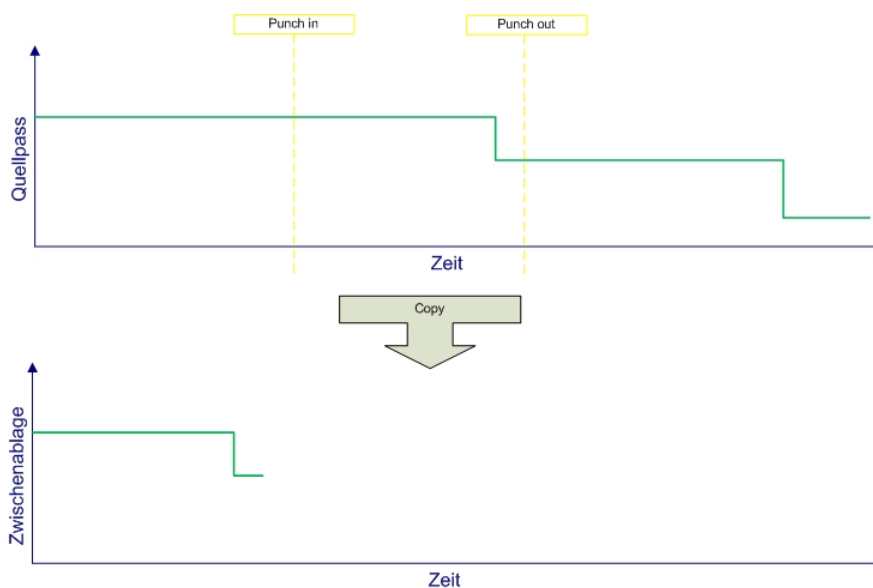 Punch in
Punch out
Quellpass
Zeit
Copy
Zwischenablage
Zeit